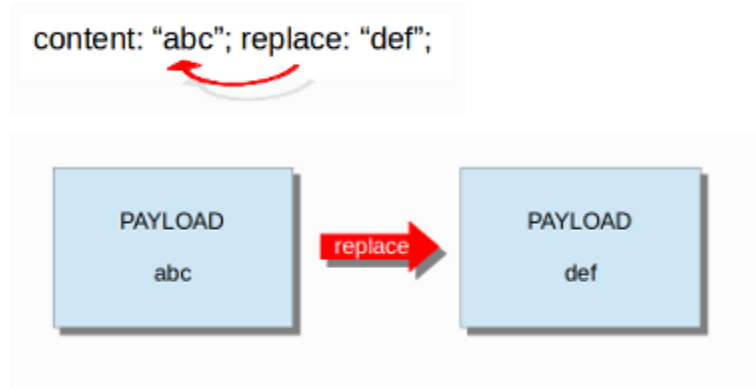 content: “abc”; replace: “def”;
PAYLOAD
abc
replace
PAYLOAD
def